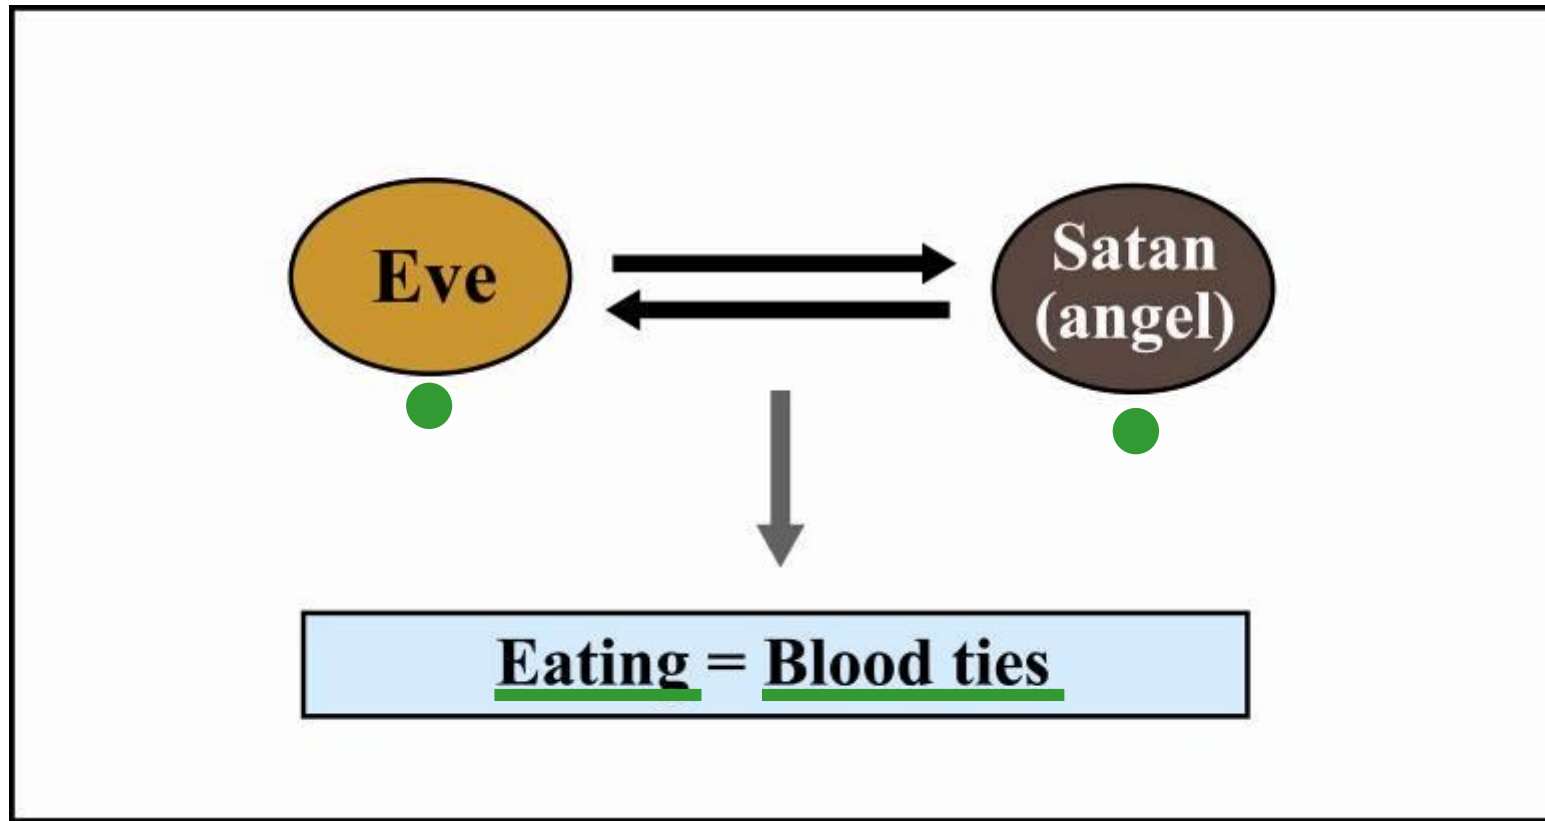 Eve
Satan
(angel)
Eating = Blood ties